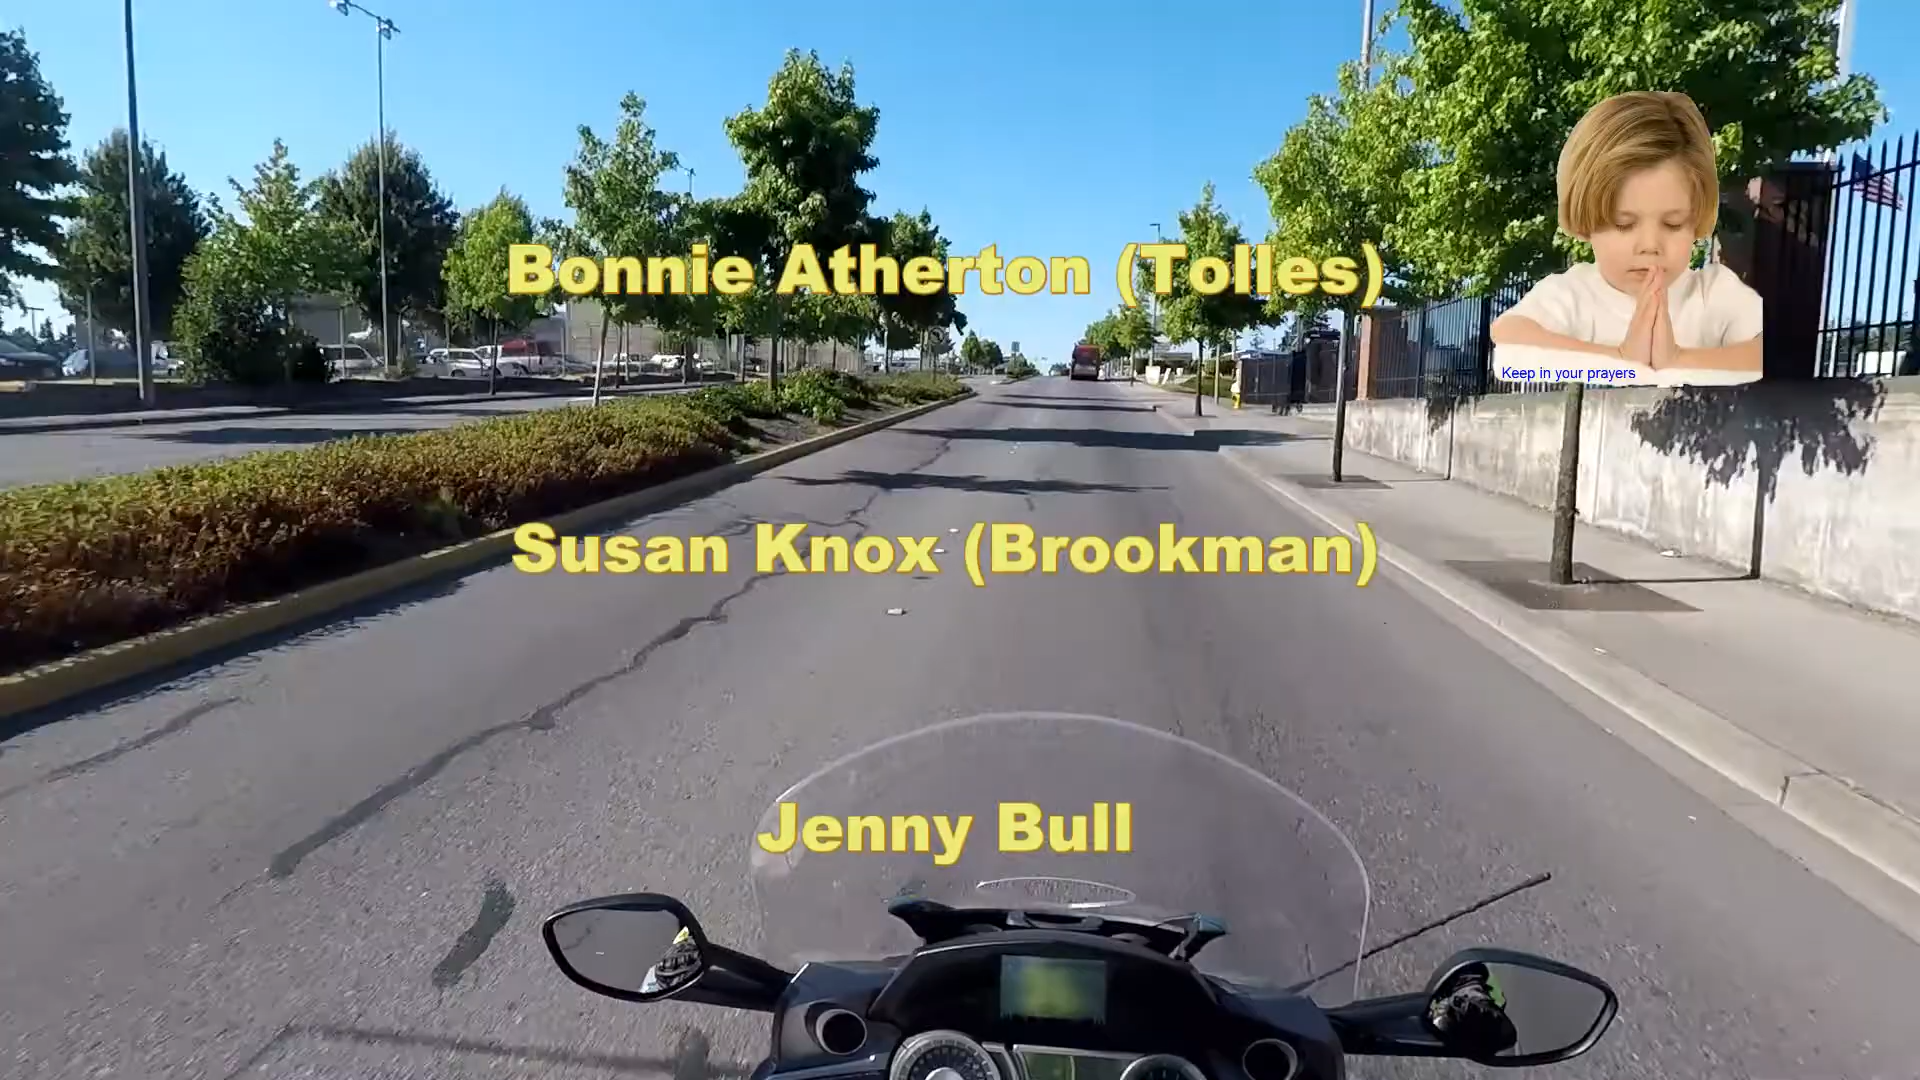 Bonnie Atherton (Tolles)
Keep in your prayers
Susan Knox (Brookman)
Jenny Bull